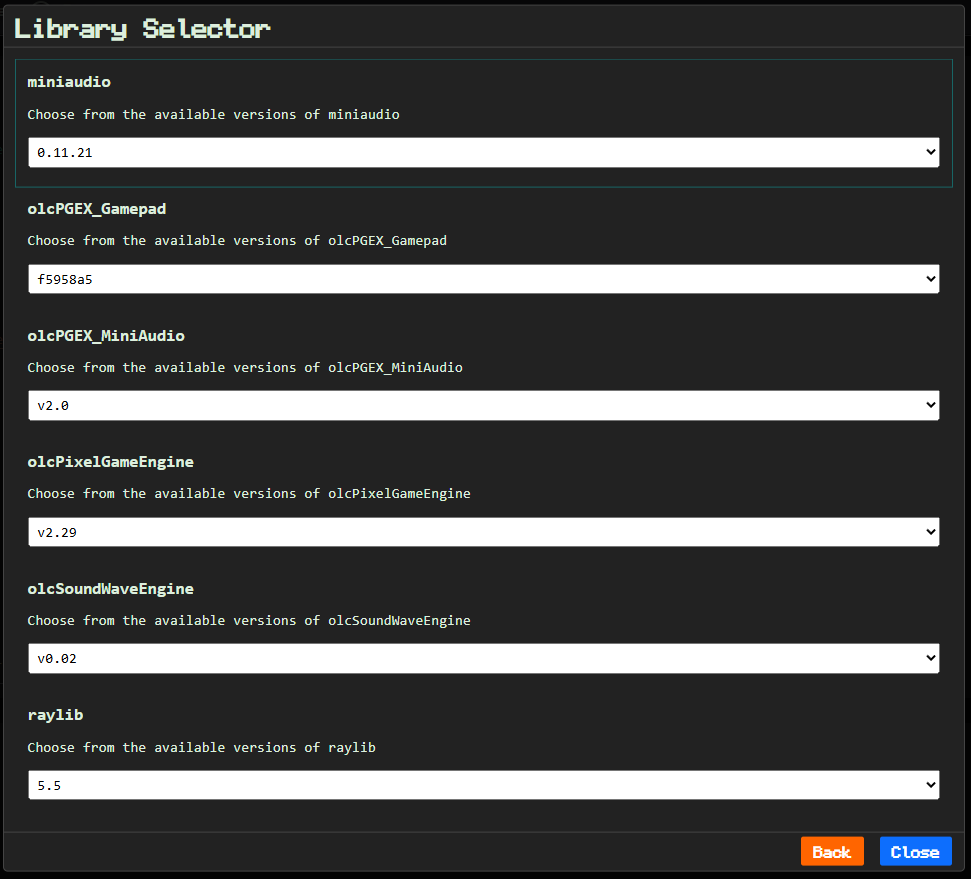 Library Selector
miniaudio
Choose from the available versions of miniaudio
0.11.21
olcPGEX_Gamepad
Choose from the available versions of olcPGEX_Gamepad
f5958a5
olcPGEX_MiniAudio
Choose from the available versions of olcPGEX_MiniAudio
v2.0
olcPixelGameEngine
Choose from the available versions of olcPixelGameEngine
v2.29
olcSoundWaveEngine
Choose from the available versions of olcSoundWaveEngine
v0.02
raylib
Choose from the available versions of raylib
5.5
Back Close